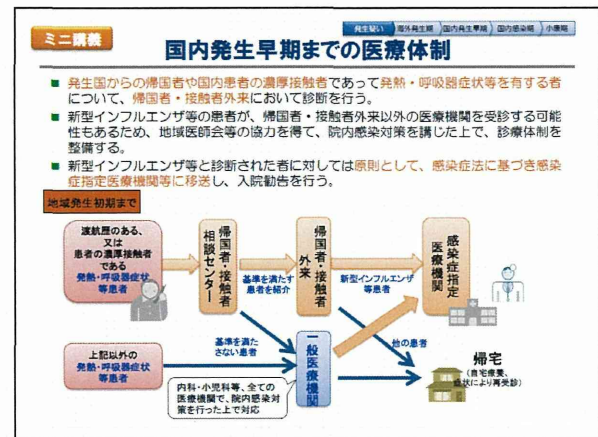 ミニ講義
発生疑い 海外発生期 国内発生早期 国内感染期 小康期
国内発生早期までの医療体制
■ 発生国からの帰国者や国内患者の濃厚接触者であって発熱・呼吸器症状等を有する者
について、帰国者・接触者外来において診断を行う。
■ 新型インフルエンザ等の患者が、帰国者・接触者外来以外の医療機関を受診する可能
性もあるため、地域医師会等の協力を得て、院内感染対策を講じた上で、診療体制を
整備する。
■ 新型インフルエンザ等と診断された者に対しては原則として、感染症法に基づき感染
症指定医療機関等に移送し、入院勧告を行う。
地域発生初期まで
渡航歴のある、
又は
患者の濃厚接触者
である
発熱・呼吸器症状
等患者
帰国者・接触者
相談センター
基準を満たす
患者を紹介
帰国者・接触者
外来
新型インフルエンザ
等患者
感染症指定
医療機関
上記以外の
発熱・呼吸器症状
等患者
基準を満た
さない患者
一般医療機関
他の患者
帰宅
(自宅療養、
症状により再受診)
内科・小児科等、全ての
医療機関で、院内感染対
策を行った上で対応